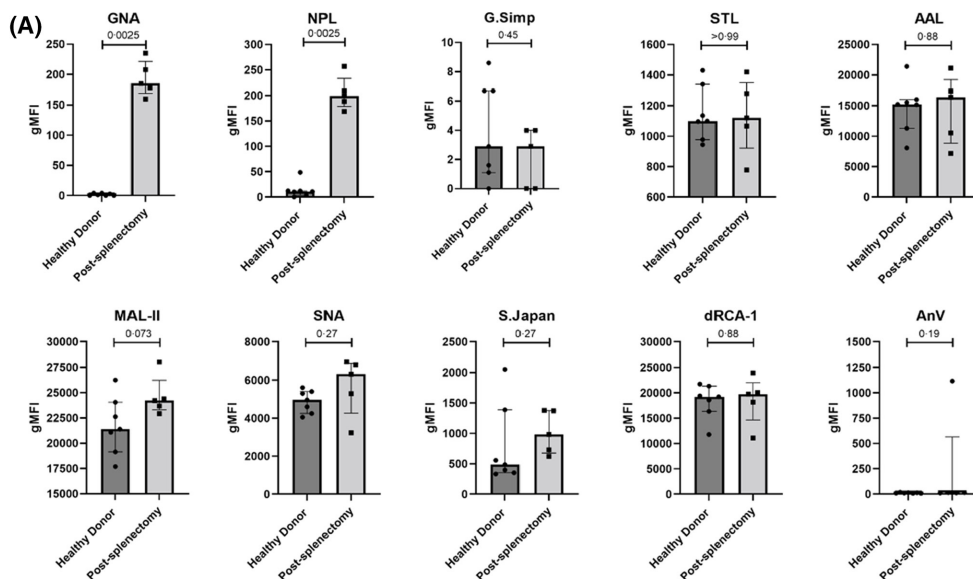 (A)
GNA
0·0025
gMFI
250
200
150
100
50
0
Healthy Donor
Post-splenectomy
NPL
0·0025
gMFI
300
250
200
150
100
50
0
Healthy Donor
Post-splenectomy
G.Simp
0·45
gMFI
10
8
6
4
2
0
Healthy Donor
Post-splenectomy
STL
>0·99
gMFI
1600
1400
1200
1000
800
600
Healthy Donor
Post-splenectomy
AAL
0·88
gMFI
25000
20000
15000
10000
5000
0
Healthy Donor
Post-splenectomy
MAL-II
0·073
gMFI
30000
27500
25000
22500
20000
17500
15000
Healthy Donor
Post-splenectomy
SNA
0·27
gMFI
8000
6000
4000
2000
0
Healthy Donor
Post-splenectomy
S.Japan
0·27
gMFI
2500
2000
1500
1000
500
0
Healthy Donor
Post-splenectomy
dRCA-1
0·88
gMFI
30000
25000
20000
15000
10000
5000
0
Healthy Donor
Post-splenectomy
AnV
0·19
gMFI
1500
1250
1000
750
500
250
0
Healthy Donor
Post-splenectomy